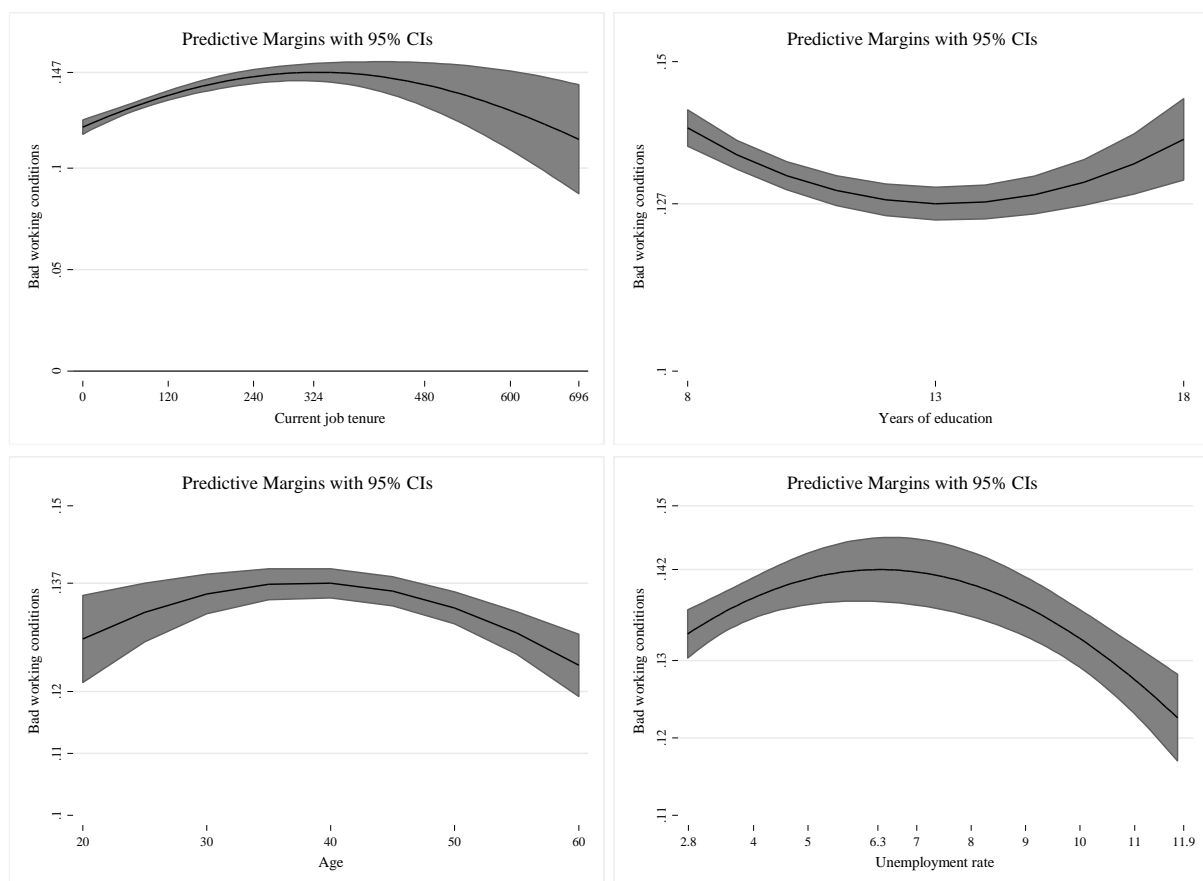 Predictive Margins with 95% CIs
Bad working conditions
.147
.1
.05
0
0 120 240 324 480 600 696
Current job tenure
Predictive Margins with 95% CIs
Bad working conditions
.15
.127
.1
8 13 18
Years of education
Predictive Margins with 95% CIs
Bad working conditions
.15
.137
.12
.11
.1
20 30 40 50 60
Age
Predictive Margins with 95% CIs
Bad working conditions
.15
.142
.13
.12
.11
2.8 4 5 6.3 7 8 9 10 11 11.9
Unemployment rate